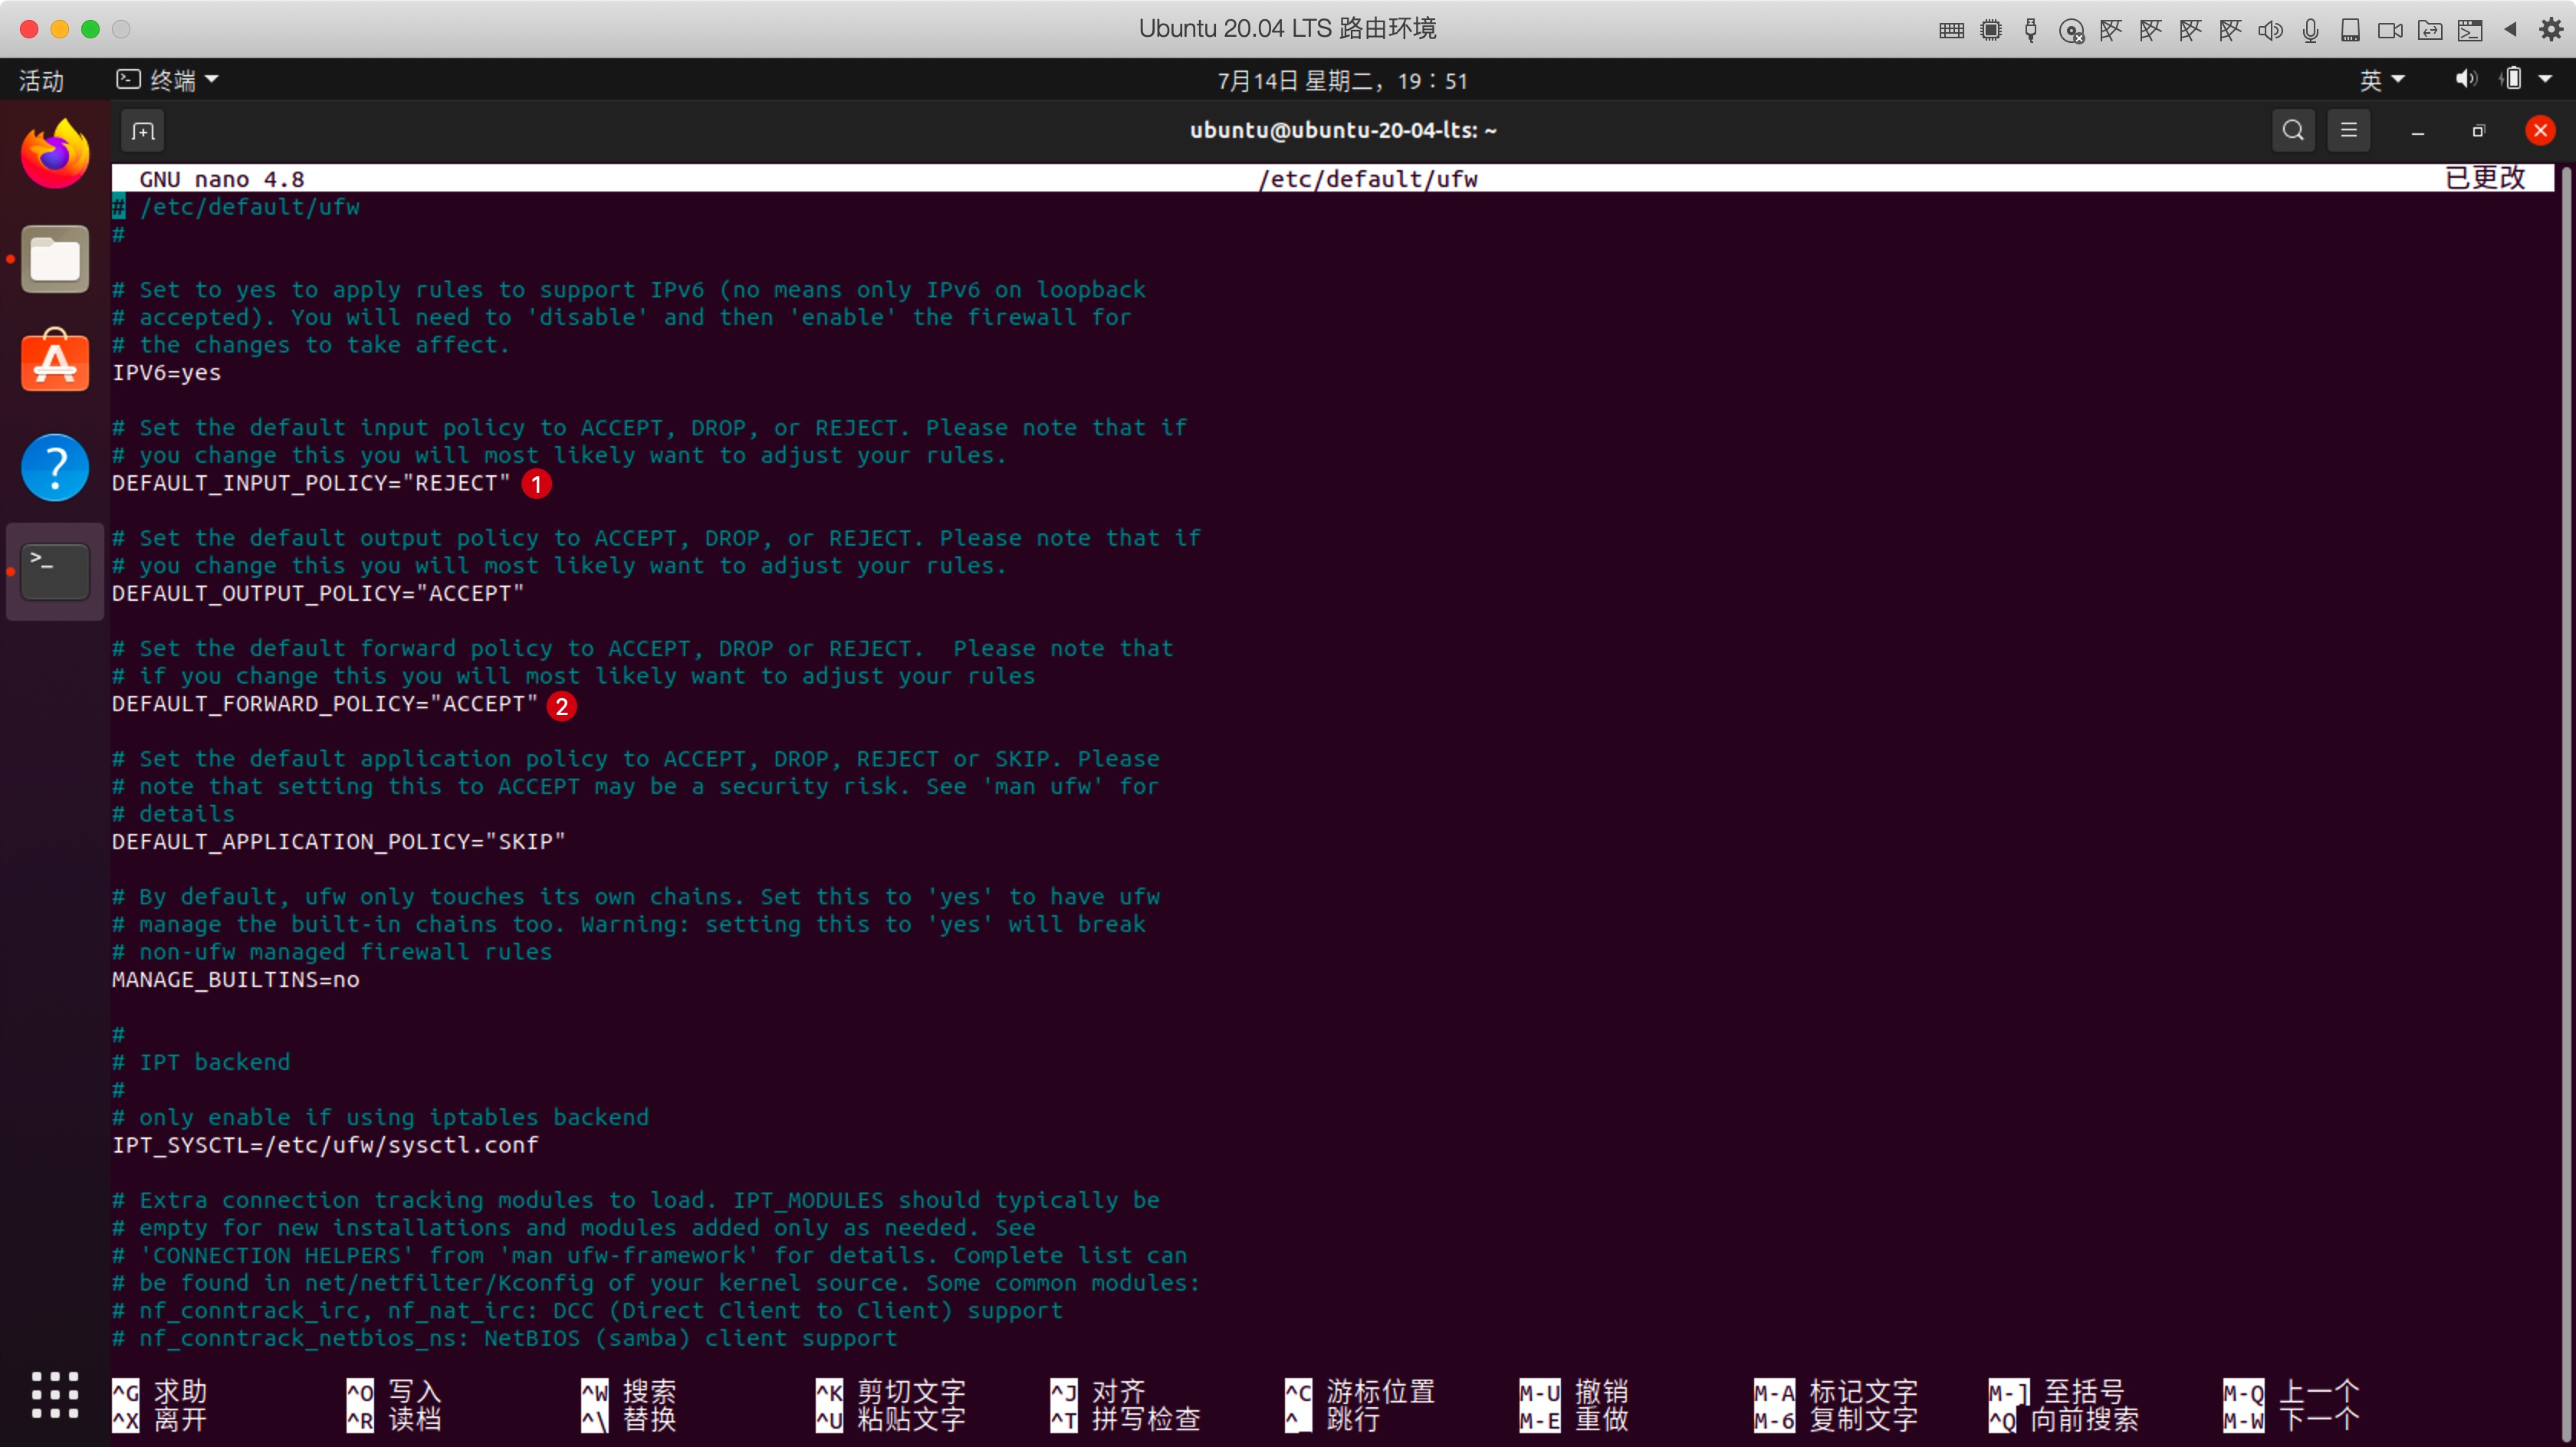 Ubuntu 20.04 LTS 路由环境
活动
终端
7月14日 星期二，19：51
英
ubuntu@ubuntu-20-04-lts: ~
GNU nano 4.8 /etc/default/ufw 已更改
# /etc/default/ufw
#
# Set to yes to apply rules to support IPv6 (no means only IPv6 on loopback
# accepted). You will need to 'disable' and then 'enable' the firewall for
# the changes to take affect.
IPV6=yes
# Set the default input policy to ACCEPT, DROP, or REJECT. Please note that if
# you change this you will most likely want to adjust your rules.
DEFAULT_INPUT_POLICY="REJECT" 1
# Set the default output policy to ACCEPT, DROP, or REJECT. Please note that if
# you change this you will most likely want to adjust your rules.
DEFAULT_OUTPUT_POLICY="ACCEPT"
# Set the default forward policy to ACCEPT, DROP or REJECT.  Please note that
# if you change this you will most likely want to adjust your rules
DEFAULT_FORWARD_POLICY="ACCEPT" 2
# Set the default application policy to ACCEPT, DROP, REJECT or SKIP. Please
# note that setting this to ACCEPT may be a security risk. See 'man ufw' for
# details
DEFAULT_APPLICATION_POLICY="SKIP"
# By default, ufw only touches its own chains. Set this to 'yes' to have ufw
# manage the built-in chains too. Warning: setting this to 'yes' will break
# non-ufw managed firewall rules
MANAGE_BUILTINS=no
#
# IPT backend
#
# only enable if using iptables backend
IPT_SYSCTL=/etc/ufw/sysctl.conf
# Extra connection tracking modules to load. IPT_MODULES should typically be
# empty for new installations and modules added only as needed. See
# 'CONNECTION HELPERS' from 'man ufw-framework' for details. Complete list can
# be found in net/netfilter/Kconfig of your kernel source. Some common modules:
# nf_conntrack_irc, nf_nat_irc: DCC (Direct Client to Client) support
# nf_conntrack_netbios_ns: NetBIOS (samba) client support
^G 求助 ^O 写入 ^W 搜索 ^K 剪切文字 ^J 对齐 ^C 游标位置 M-U 撤销 M-A 标记文字 M-] 至括号 M-Q 上一个
^X 离开 ^R 读档 ^\ 替换 ^U 粘贴文字 ^T 拼写检查 ^_ 跳行 M-E 重做 M-6 复制文字 ^Q 向前搜索 M-W 下一个